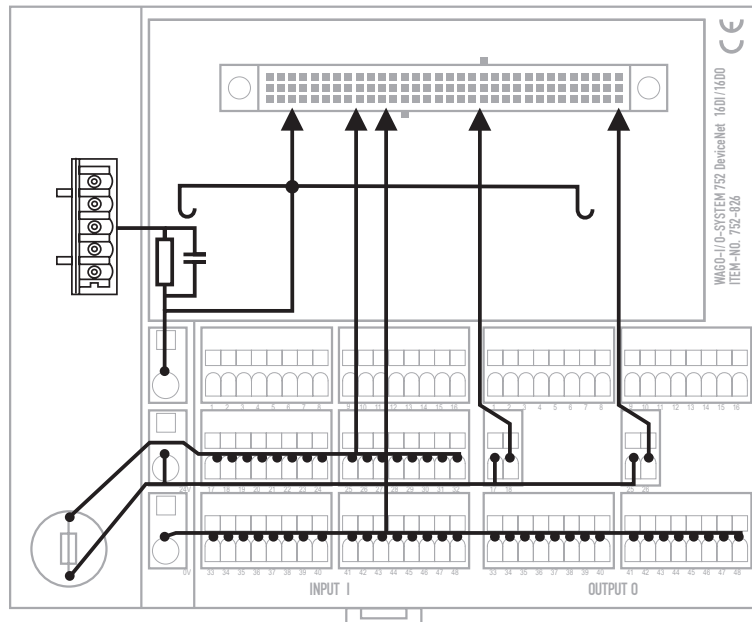 CE
WAGO-I/O-SYSTEM 752 DeviceNet 16DI/16DO
ITEM-NO. 752-826
1 2 3 4 5 6 7 8
9 10 11 12 13 14 15 16
1 2 3 4 5 6 7 8
9 10 11 12 13 14 15 16
24V
17 18 19 20 21 22 23 24
25 26 27 28 29 30 31 32
17 18
25 26
0V
33 34 35 36 37 38 39 40
41 42 43 44 45 46 47 48
33 34 35 36 37 38 39 40
41 42 43 44 45 46 47 48
INPUT I
OUTPUT O